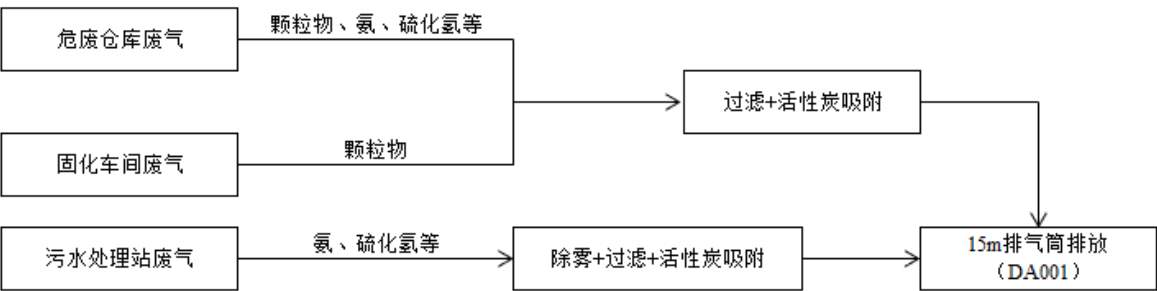 危废仓库废气
颗粒物、氨、硫化氢等
过滤+活性炭吸附
固化车间废气
颗粒物
污水处理站废气
氨、硫化氢等
除雾+过滤+活性炭吸附
15m排气筒排放
（DA001）